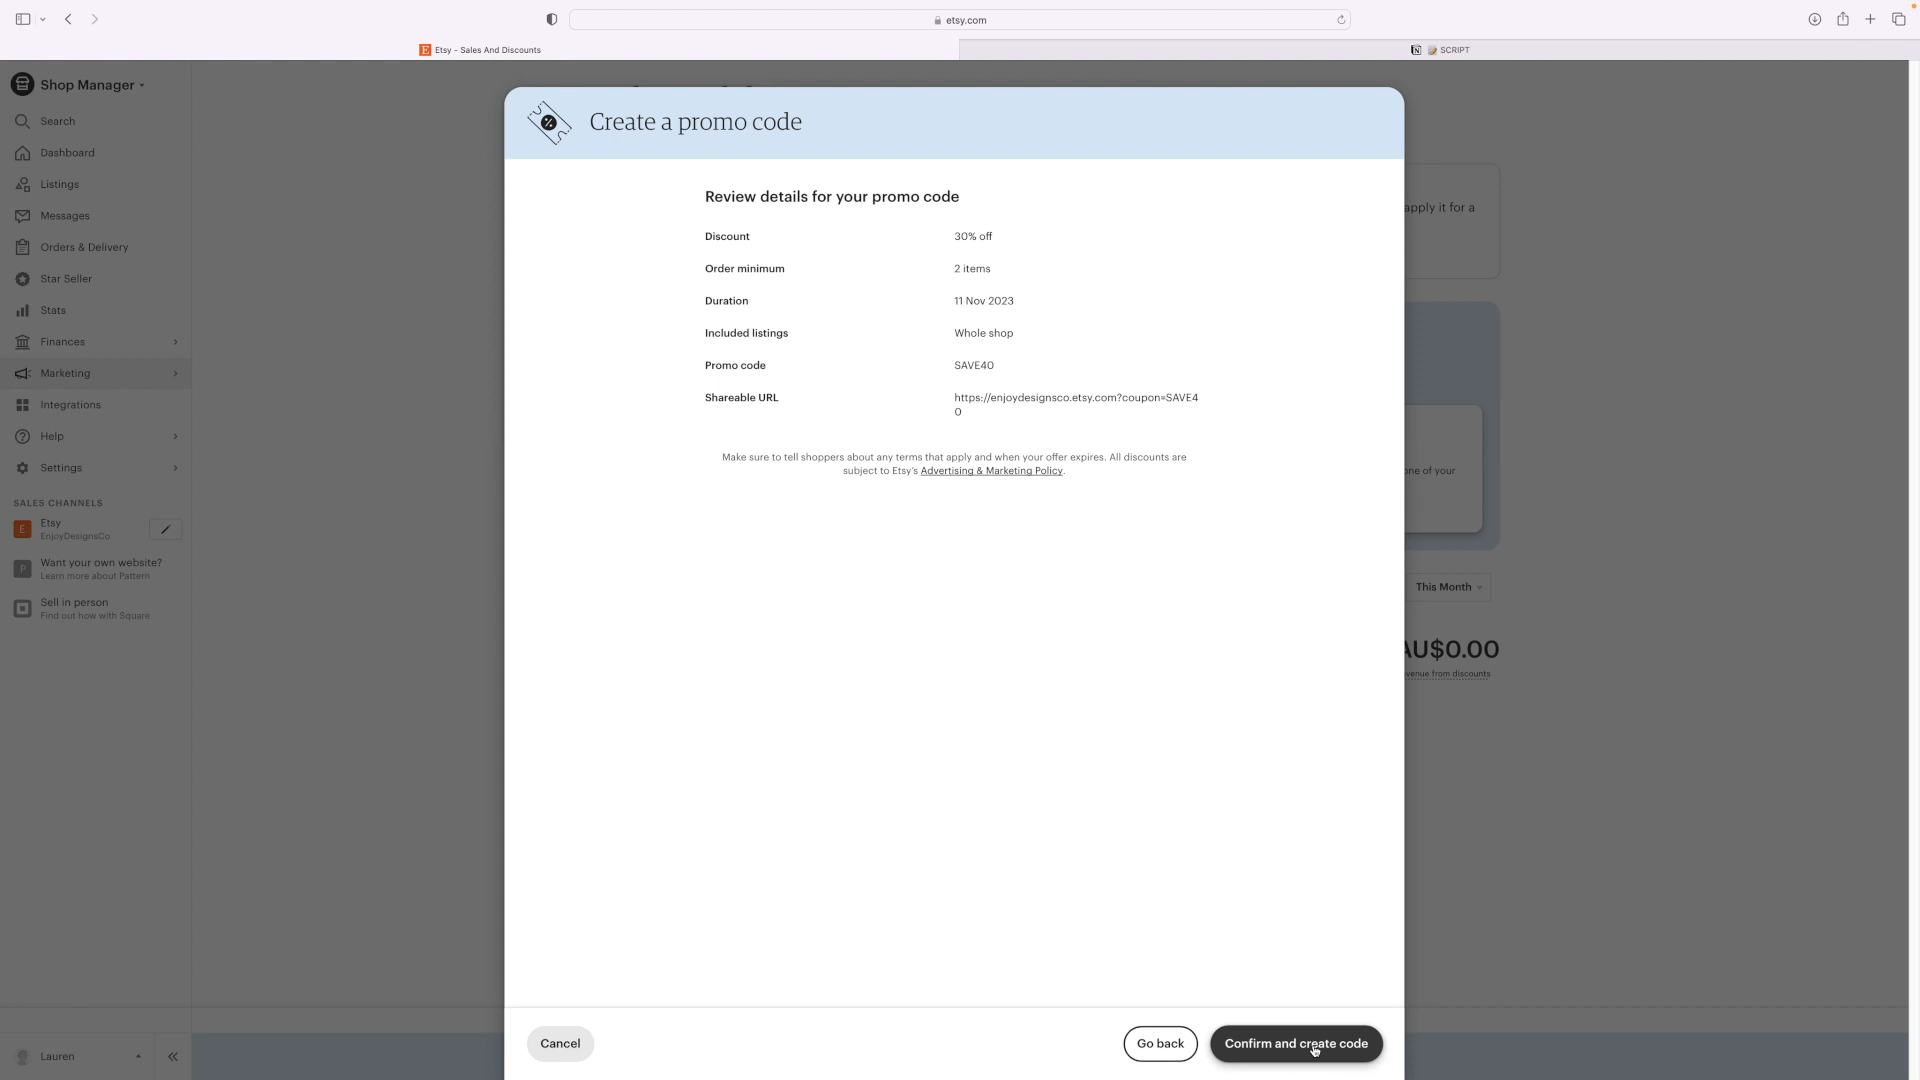 etsy.com
Etsy - Sales And Discounts
SCRIPT
Shop Manager
Search
Dashboard
Listings
Messages
Orders & Delivery
Star Seller
Stats
Finances
Marketing
Integrations
Help
Settings
SALES CHANNELS
E
Etsy
EnjoyDesignsCo
P
Want your own website?
Learn more about Pattern
Sell in person
Find out how with Square
Lauren
Create a promo code
Review details for your promo code
Discount 30% off
Order minimum 2 items
Duration 11 Nov 2023
Included listings Whole shop
Promo code SAVE40
Shareable URL https://enjoydesignsco.etsy.com?coupon=SAVE4
0
Make sure to tell shoppers about any terms that apply and when your offer expires. All discounts are
subject to Etsy's Advertising & Marketing Policy.
Cancel
Go back
Confirm and create code
apply it for a
one of your
This Month
AU$0.00
venue from discounts